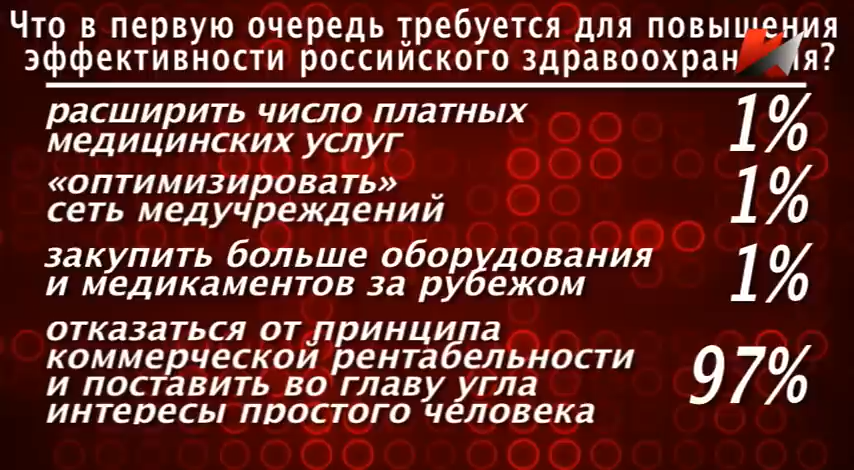 Что в первую очередь требуется для повышения
эффективности российского здравоохранения?
расширить число платных
медицинских услуг
1%
«оптимизировать»
сеть медучреждений
1%
закупить больше оборудования
и медикаментов за рубежом
1%
отказаться от принципа
коммерческой рентабельности
и поставить во главу угла
интересы простого человека
97%